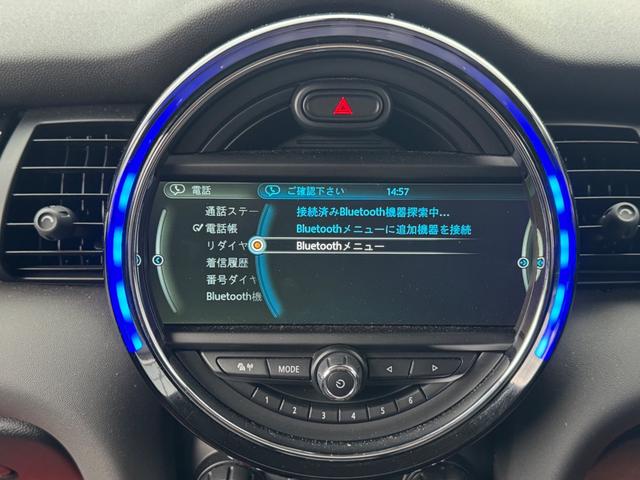 電話
ご確認下さい 14:57
通話ステー
接続済みBluetooth機器探索中...
電話帳
Bluetoothメニューに追加機器を接続
リダイヤ
Bluetoothメニュー
着信履歴
番号ダイヤ
Bluetooth機
MODE
1 2 3 4 5 6